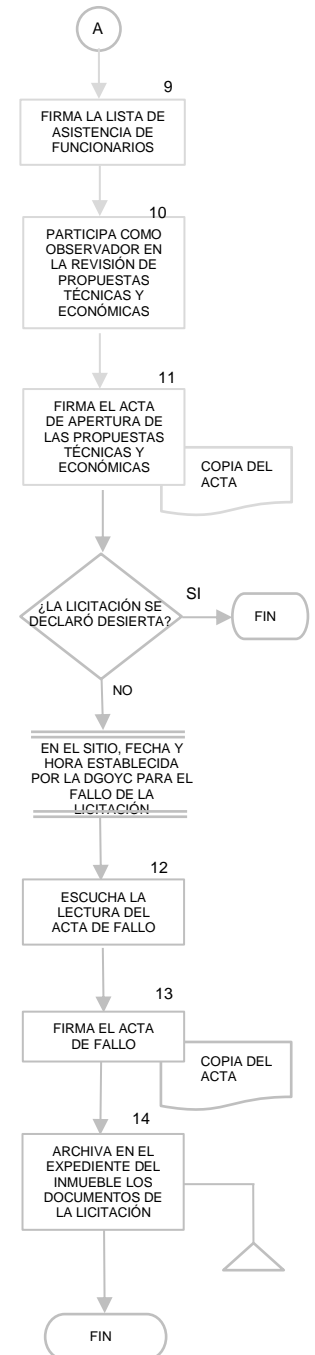 A
9
FIRMA LA LISTA DE
ASISTENCIA DE
FUNCIONARIOS
10
PARTICIPA COMO
OBSERVADOR EN
LA REVISIÓN DE
PROPUESTAS
TÉCNICAS Y
ECONÓMICAS
11
FIRMA EL ACTA
DE APERTURA DE
LAS PROPUESTAS
TÉCNICAS Y
ECONÓMICAS
COPIA DEL
ACTA
¿LA LICITACIÓN SE
DECLARÓ DESIERTA?
SI
FIN
NO
EN EL SITIO, FECHA Y
HORA ESTABLECIDA
POR LA DGOYC PARA EL
FALLO DE LA
LICITACIÓN
12
ESCUCHA LA
LECTURA DEL
ACTA DE FALLO
13
FIRMA EL ACTA
DE FALLO
COPIA DEL
ACTA
14
ARCHIVA EN EL
EXPEDIENTE DEL
INMUEBLE LOS
DOCUMENTOS DE
LA LICITACIÓN
FIN